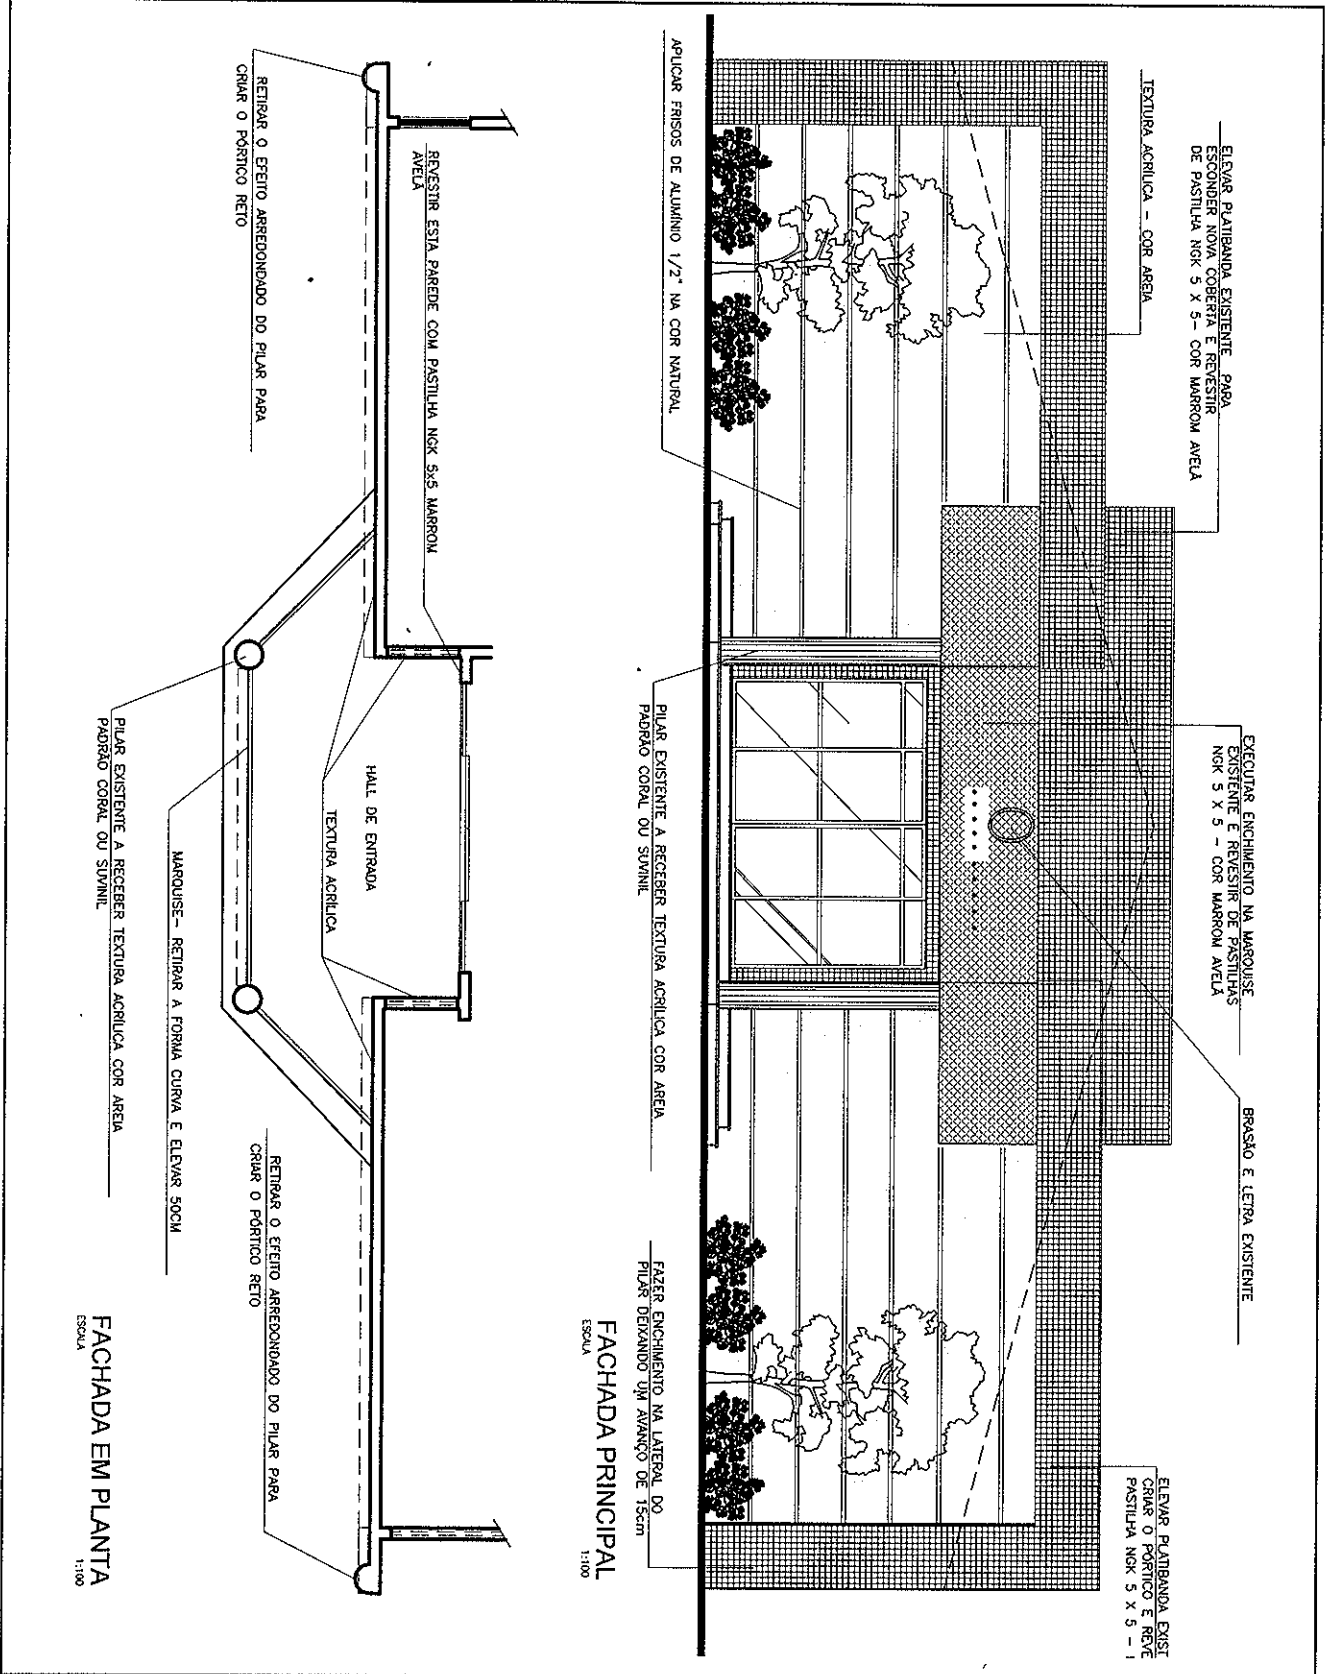 ELEVAR PLATIBANDA EXISTENTE PARA
ESCONDER NOVA COBERTA E REVESTIR
DE PASTILHA NGK 5 X 5- COR MARROM AVELÃ
TEXTURA ACRÍLICA - COR AREIA
EXECUTAR ENCHIMENTO NA MARQUISE
EXISTENTE E REVESTIR DE PASTILHAS
NGK 5 X 5 - COR MARROM AVELÃ
BRASÃO E LETRA EXISTENTE
ELEVAR PLATIBANDA EXIST
CRIAR O PÓRTICO E REVE
PASTILHA NGK 5 X 5 -
APLICAR FRISOS DE ALUMÍNIO 1/2" NA COR NATURAL
PILAR EXISTENTE A RECEBER TEXTURA ACRÍLICA COR AREIA
PADRÃO CORAL OU SUVINIL
FAZER ENCHIMENTO NA LATERAL DO
PILAR DEIXANDO UM AVANÇO DE 15cm
FACHADA PRINCIPAL
ESCALA 1:100
REVESTIR ESTA PAREDE COM PASTILHA NGK 5x5 MARROM
AVELÃ
RETIRAR O EFEITO ARREDONDADO DO PILAR PARA
CRIAR O PÓRTICO RETO
HALL DE ENTRADA
TEXTURA ACRÍLICA
RETIRAR O EFEITO ARREDONDADO DO PILAR PARA
CRIAR O PÓRTICO RETO
MARQUISE- RETIRAR A FORMA CURVA E ELEVAR 50CM
PILAR EXISTENTE A RECEBER TEXTURA ACRÍLICA COR AREIA
PADRÃO CORAL OU SUVINIL
FACHADA EM PLANTA
ESCALA 1:100